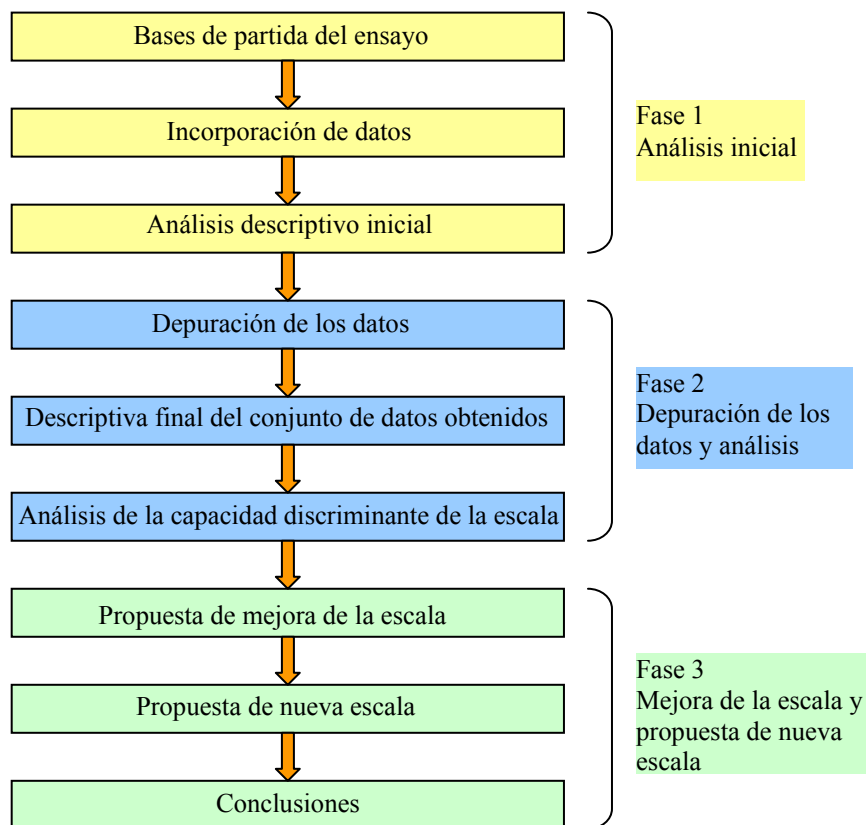 Bases de partida del ensayo
Incorporación de datos
Análisis descriptivo inicial
Fase 1
Análisis inicial
Depuración de los datos
Descriptiva final del conjunto de datos obtenidos
Análisis de la capacidad discriminante de la escala
Fase 2
Depuración de los
datos y análisis
Propuesta de mejora de la escala
Propuesta de nueva escala
Conclusiones
Fase 3
Mejora de la escala y
propuesta de nueva
escala